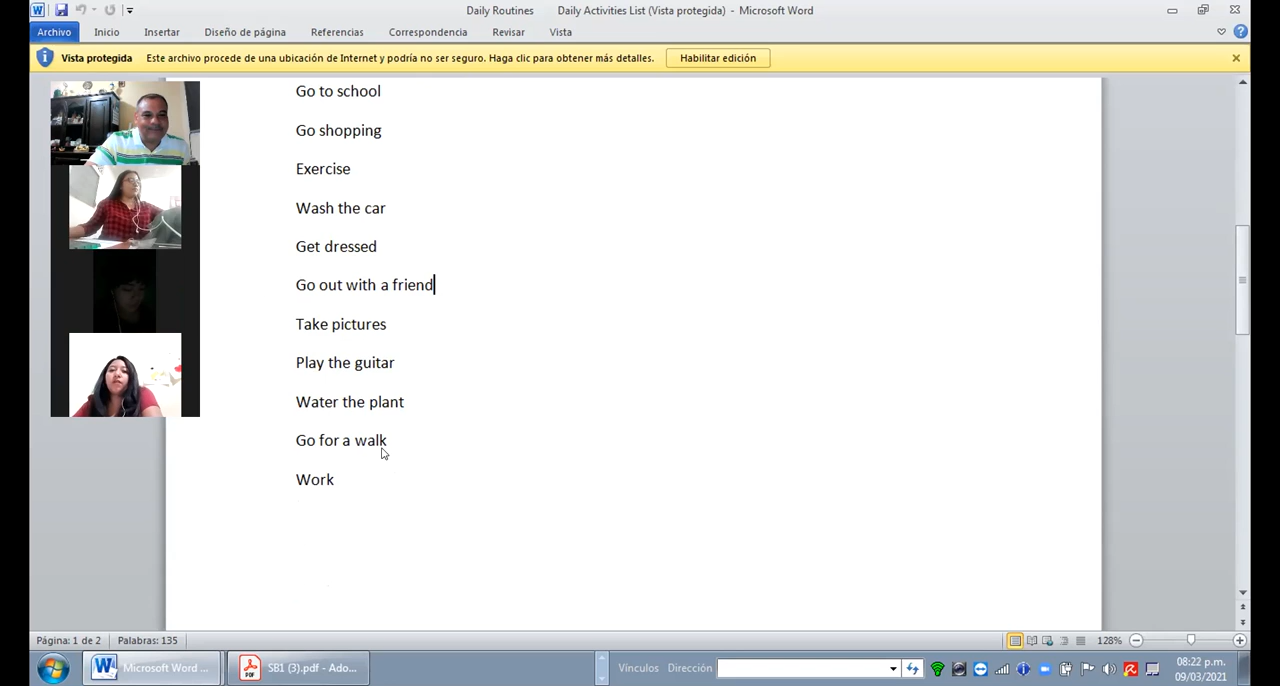 Daily Routines Daily Activities List (Vista protegida) - Microsoft Word
Archivo Inicio Insertar Diseño de página Referencias Correspondencia Revisar Vista
Vista protegida Este archivo procede de una ubicación de Internet y podría no ser seguro. Haga clic para obtener más detalles. Habilitar edición
Go to school
Go shopping
Exercise
Wash the car
Get dressed
Go out with a friend
Take pictures
Play the guitar
Water the plant
Go for a walk
Work
Página: 1 de 2 Palabras: 135 128%
Microsoft Word ... SB1 (3).pdf - Ado... Vínculos Dirección 08:22 p.m.
09/03/2021